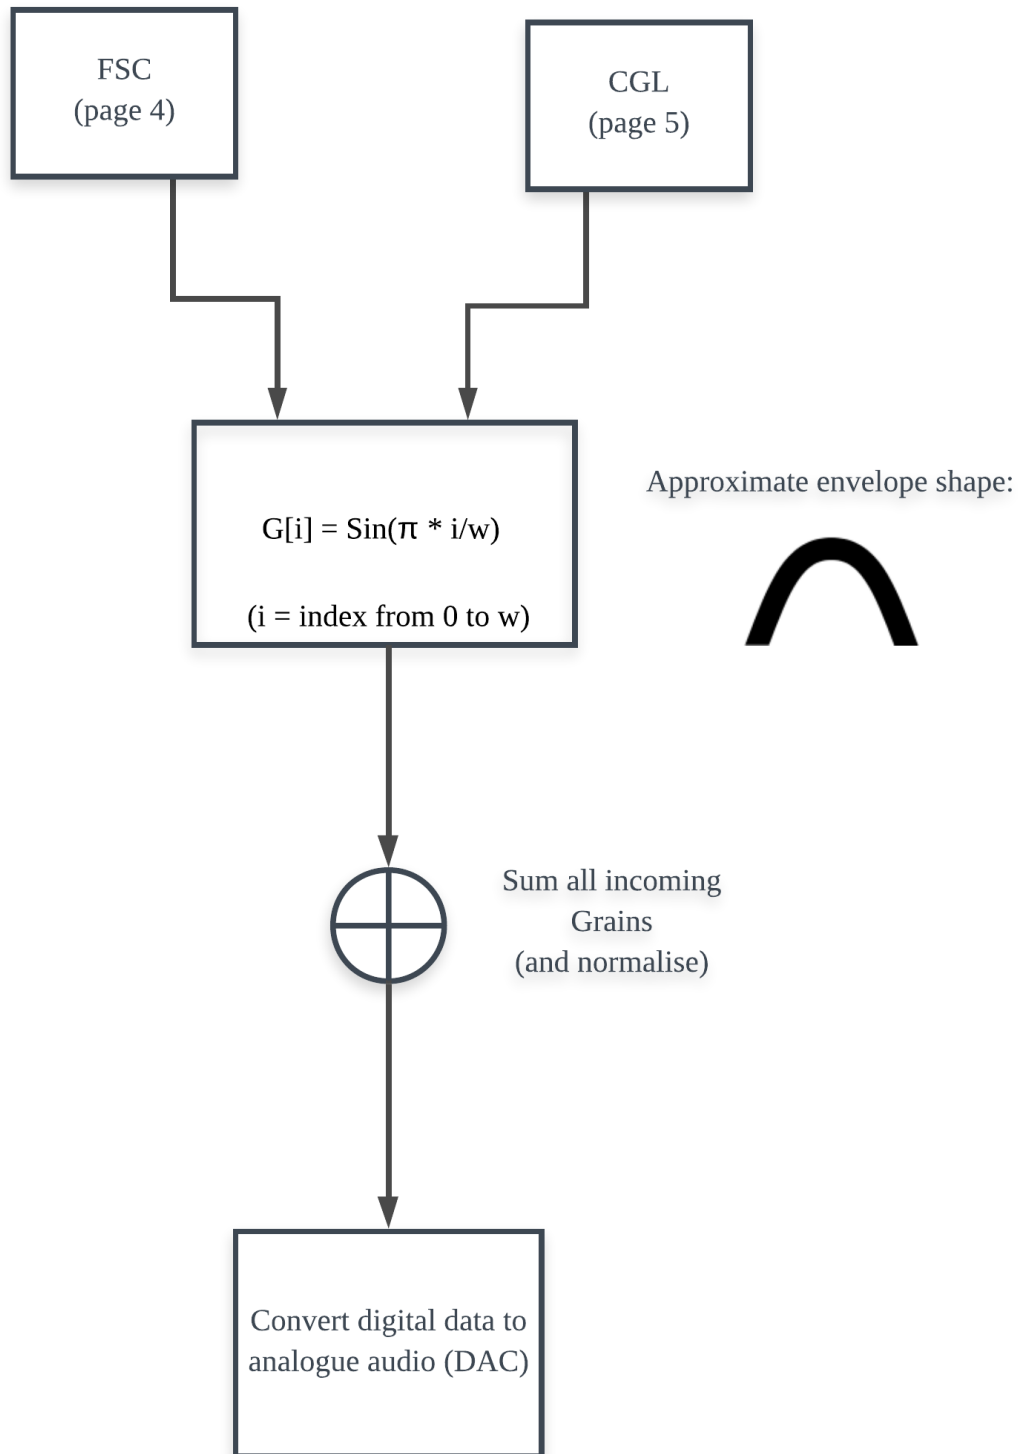 FSC
(page 4)
CGL
(page 5)
G[i] = Sin(π * i/w)
(i = index from 0 to w)
Approximate envelope shape:
Sum all incoming
Grains
(and normalise)
Convert digital data to
analogue audio (DAC)